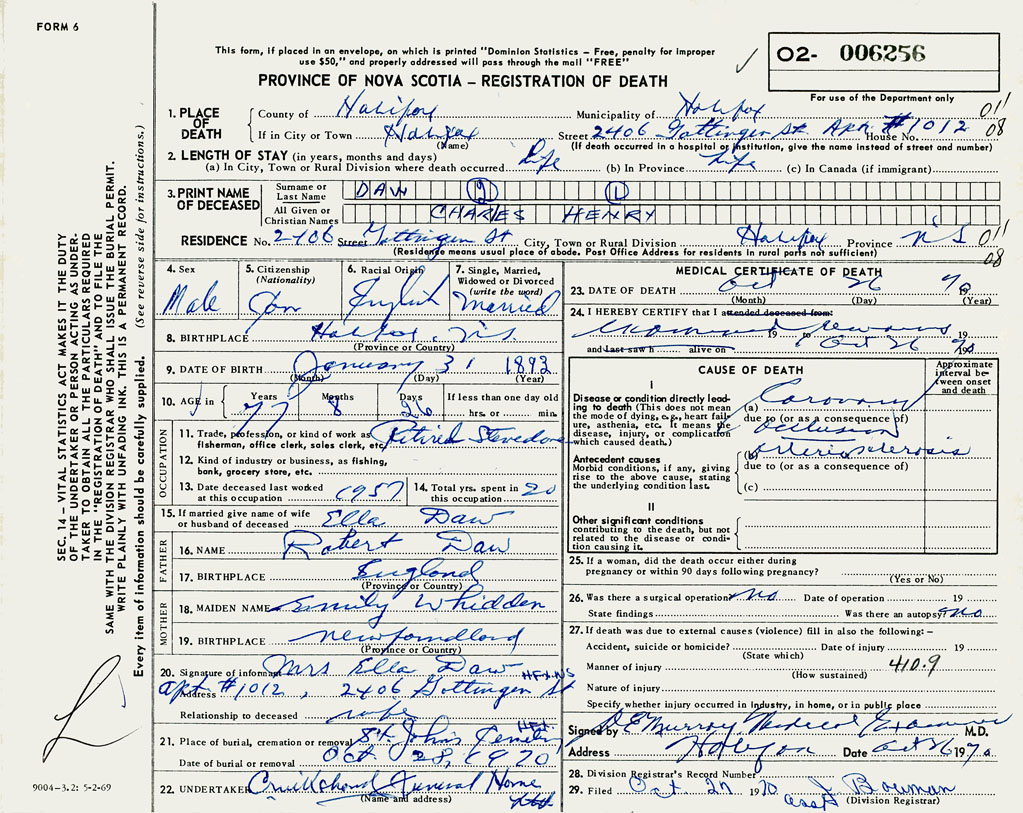 FORM 6
This form, if placed in an envelope, on which is printed "Dominion Statistics – Free, penalty for improper
use $50," and properly addressed will pass through the mail "FREE"
02- 006256
PROVINCE OF NOVA SCOTIA – REGISTRATION OF DEATH
For use of the Department only
1. PLACE OF DEATH
County of Halifax Municipality of Halifax 01
If in City or Town Halifax Street 2406 Gottingen St Apt #1012 House No. 08
(Name) (If death occurred in a hospital or institution, give the name instead of street and number)
2. LENGTH OF STAY (in years, months and days)
(a) In City, Town or Rural Division where death occurred Life (b) In Province Life (c) In Canada (if immigrant)
3. PRINT NAME OF DECEASED
Surname or Last Name DAW
All Given or Christian Names CHARLES HENRY
RESIDENCE No. 2406 Street Gottingen St City, Town or Rural Division Halifax Province N.S 01
(Residence means usual place of abode. Post Office Address for residents in rural parts not sufficient) 08
4. Sex Male
5. Citizenship (Nationality) Can
6. Racial Origin English
7. Single, Married, Widowed or Divorced (write the word) Married
8. BIRTHPLACE Halifax N.S.
(Province or Country)
9. DATE OF BIRTH January 31 1893
(Month) (Day) (Year)
10. AGE in Years 77 Months 8 Days 26 If less than one day old hrs. or min.
OCCUPATION
11. Trade, profession, or kind of work as fisherman, office clerk, sales clerk, etc. Retired Stevedore
12. Kind of industry or business, as fishing, bank, grocery store, etc.
13. Date deceased last worked at this occupation 1957
14. Total yrs. spent in this occupation 20
15. If married give name of wife or husband of deceased Ella Daw
FATHER
16. NAME Robert Daw
17. BIRTHPLACE England
(Province or Country)
MOTHER
18. MAIDEN NAME Emily Whidden
19. BIRTHPLACE Newfoundland
(Province or Country)
20. Signature of informant Mrs Ella Daw
HFX. NS
Address Apt #1012, 2406 Gottingen St
Relationship to deceased wife
21. Place of burial, cremation or removal St. John's Cemetery HFX.
Date of burial or removal Oct 28, 1970
22. UNDERTAKER Cruikshank Funeral Home
(Name and address)
MEDICAL CERTIFICATE OF DEATH
23. DATE OF DEATH Oct 26 70
(Month) (Day) (Year)
24. I HEREBY CERTIFY that I attended deceased from:
Examined remains 19 to Oct 26 1970
and last saw h alive on
CAUSE OF DEATH
Approximate interval between onset and death
I
Disease or condition directly leading to death (This does not mean the mode of dying, e.g., heart failure, asthenia, etc. It means the disease, injury, or complication which caused death.
(a) Coronary
due to (or as a consequence of)
occlusion
(b) arteriosclerosis
due to (or as a consequence of)
(c)
Antecedent causes
Morbid conditions, if any, giving rise to the above cause, stating the underlying condition last.
II
Other significant conditions
contributing to the death, but not related to the disease or condition causing it.
25. If a woman, did the death occur either during pregnancy or within 90 days following pregnancy?
(Yes or No)
26. Was there a surgical operation no Date of operation 19
State findings Was there an autopsy? no
27. If death was due to external causes (violence) fill in also the following: –
Accident, suicide or homicide? Date of injury 19
(State which)
Manner of injury 410.9
(How sustained)
Nature of injury
Specify whether injury occurred in industry, in home, or in public place
Signed by D E Murray Medical Examiner M.D.
Address Halifax Date Oct 26 1970
28. Division Registrar's Record Number
29. Filed Oct 27 1970 J Bowman
(Division Registrar)
SEC. 14 – VITAL STATISTICS ACT MAKES IT THE DUTY
OF THE UNDERTAKER OR PERSON ACTING AS UNDER-
TAKER TO OBTAIN ALL THE PARTICULARS REQUIRED
IN THE "REGISTRATION OF DEATH" AND TO FILE THE
SAME WITH THE DIVISION REGISTRAR WHO SHALL ISSUE THE BURIAL PERMIT.
WRITE PLAINLY WITH UNFADING INK. THIS IS A PERMANENT RECORD.
Every item of information should be carefully supplied. (See reverse side for instructions.)
9004-3.2: 5-2-69